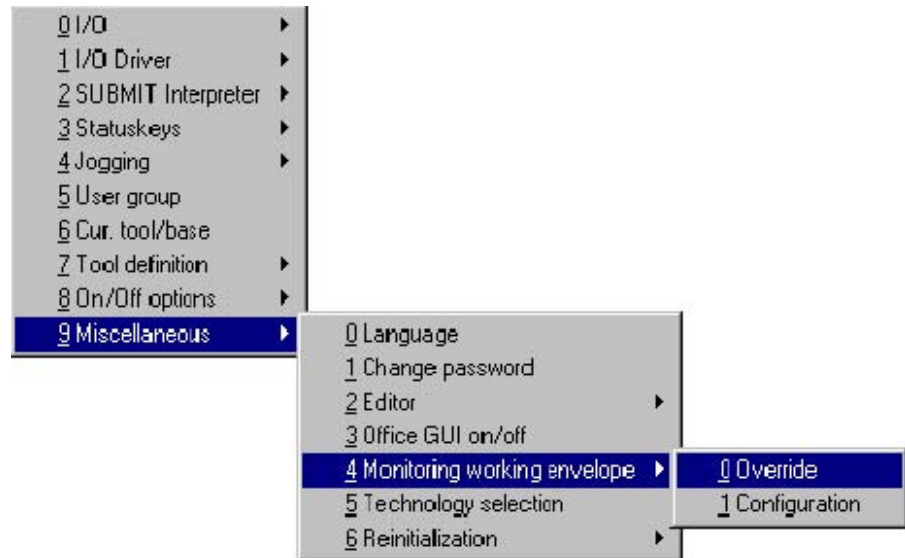 0 I/O
1 I/O Driver
2 SUBMIT Interpreter
3 Statuskeys
4 Jogging
5 User group
6 Cur. tool/base
7 Tool definition
8 On/Off options
9 Miscellaneous
0 Language
1 Change password
2 Editor
3 Office GUI on/off
4 Monitoring working envelope
5 Technology selection
6 Reinitialization
0 Override
1 Configuration